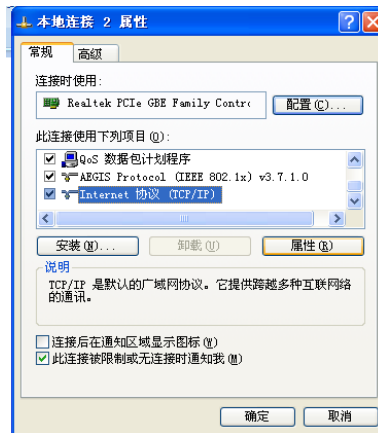 本地连接 2 属性
常规 高级
连接时使用:
Realtek PCIe GBE Family Contr
配置(C)...
此连接使用下列项目(O):
QoS 数据包计划程序
AEGIS Protocol (IEEE 802.1x) v3.7.1.0
Internet 协议 (TCP/IP)
安装(N)... 卸载(U) 属性(R)
说明
TCP/IP 是默认的广域网协议。它提供跨越多种互联网络
的通讯。
连接后在通知区域显示图标(W)
此连接被限制或无连接时通知我(M)
确定 取消